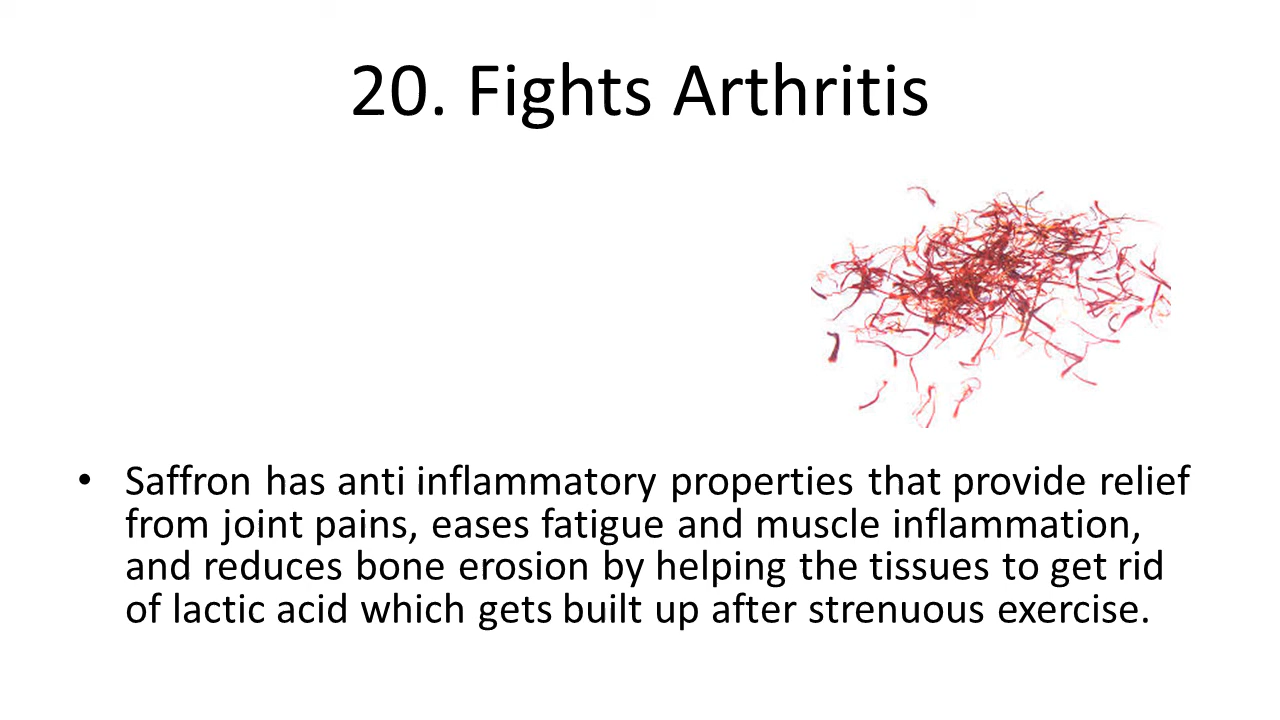 20. Fights Arthritis
• Saffron has anti inflammatory properties that provide relief
from joint pains, eases fatigue and muscle inflammation,
and reduces bone erosion by helping the tissues to get rid
of lactic acid which gets built up after strenuous exercise.